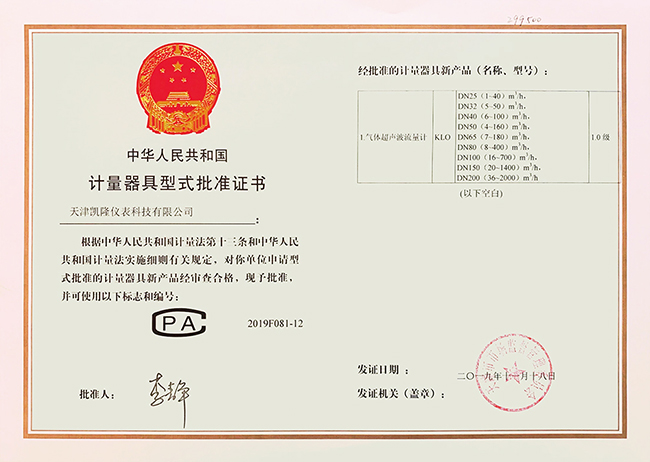 299500
中华人民共和国
计量器具型式批准证书
天津凯隆仪表科技有限公司：
根据中华人民共和国计量法第十三条和中华人民
共和国计量法实施细则有关规定，对你单位申请型
式批准的计量器具新产品经审查合格，现予批准，
并可使用以下标志和编号：
CPA 2019F081-12
批准人：
经批准的计量器具新产品（名称、型号）：
1.气体超声波流量计 KLO
DN25（1-40）m³/h，
DN32（5-50）m³/h，
DN40（6-100）m³/h，
DN50（4-160）m³/h，
DN65（7-180）m³/h，
DN80（8-400）m³/h，
DN100（16-700）m³/h，
DN150（20-1400）m³/h，
DN200（36-2000）m³/h
1.0 级
(以下空白)
发证日期： 二〇一九年十一月十八日
发证机关（盖章）：